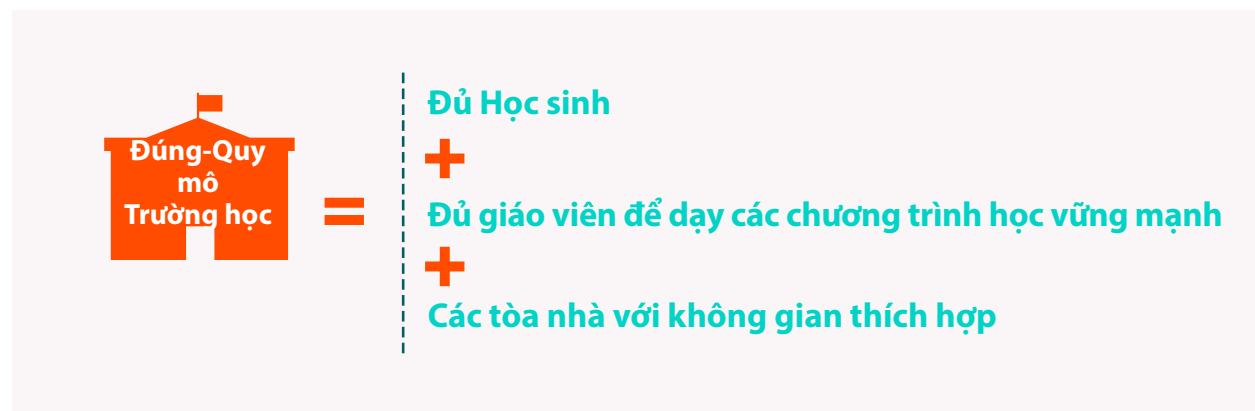 Đúng-Quy
mô
Trường học
=
Đủ Học sinh
+
Đủ giáo viên để dạy các chương trình học vững mạnh
+
Các tòa nhà với không gian thích hợp